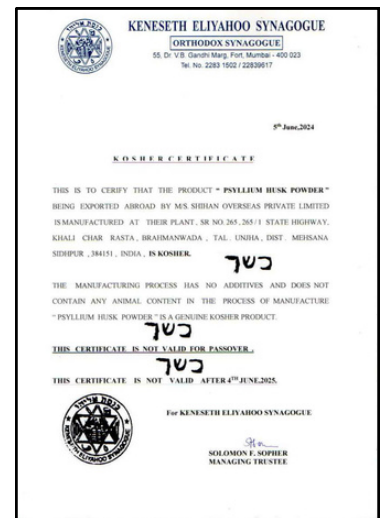 KENESETH ELIYAHOO SYNAGOGUE
ORTHODOX SYNAGOGUE
55, Dr. V.B. Gandhi Marg, Fort, Mumbai - 400 023
Tel. No. 2283 1502 / 22839617
5th June,2024
KOSHER CERTIFICATE
THIS IS TO CERIFY THAT THE PRODUCT “ PSYLLIUM HUSK POWDER ”
BEING EXPORTED ABROAD BY M/S. SHIHAN OVERSEAS PRIVATE LIMITED
IS MANUFACTURED AT THEIR PLANT, SR NO. 265 , 265 / 1 STATE HIGHWAY,
KHALI CHAR RASTA , BRAHMANWADA , TAL . UNJHA , DIST . MEHSANA
SIDHPUR , 384151 , INDIA , IS KOSHER.
כשר
THE MANUFACTURING PROCESS HAS NO ADDITIVES AND DOES NOT
CONTAIN ANY ANIMAL CONTENT IN THE PROCESS OF MANUFACTURE
“ PSYLLIUM HUSK POWDER ” IS A GENUINE KOSHER PRODUCT.
כשר
THIS CERTIFICATE IS NOT VALID FOR PASSOVER .
כשר
THIS CERTIFICATE IS NOT VALID AFTER 4TH JUNE,2025.
כנסת אליהו
KENESETH ELIYAHOO SYNAGOGUE
For KENESETH ELIYAHOO SYNAGOGUE
SOLOMON F. SOPHER
MANAGING TRUSTEE